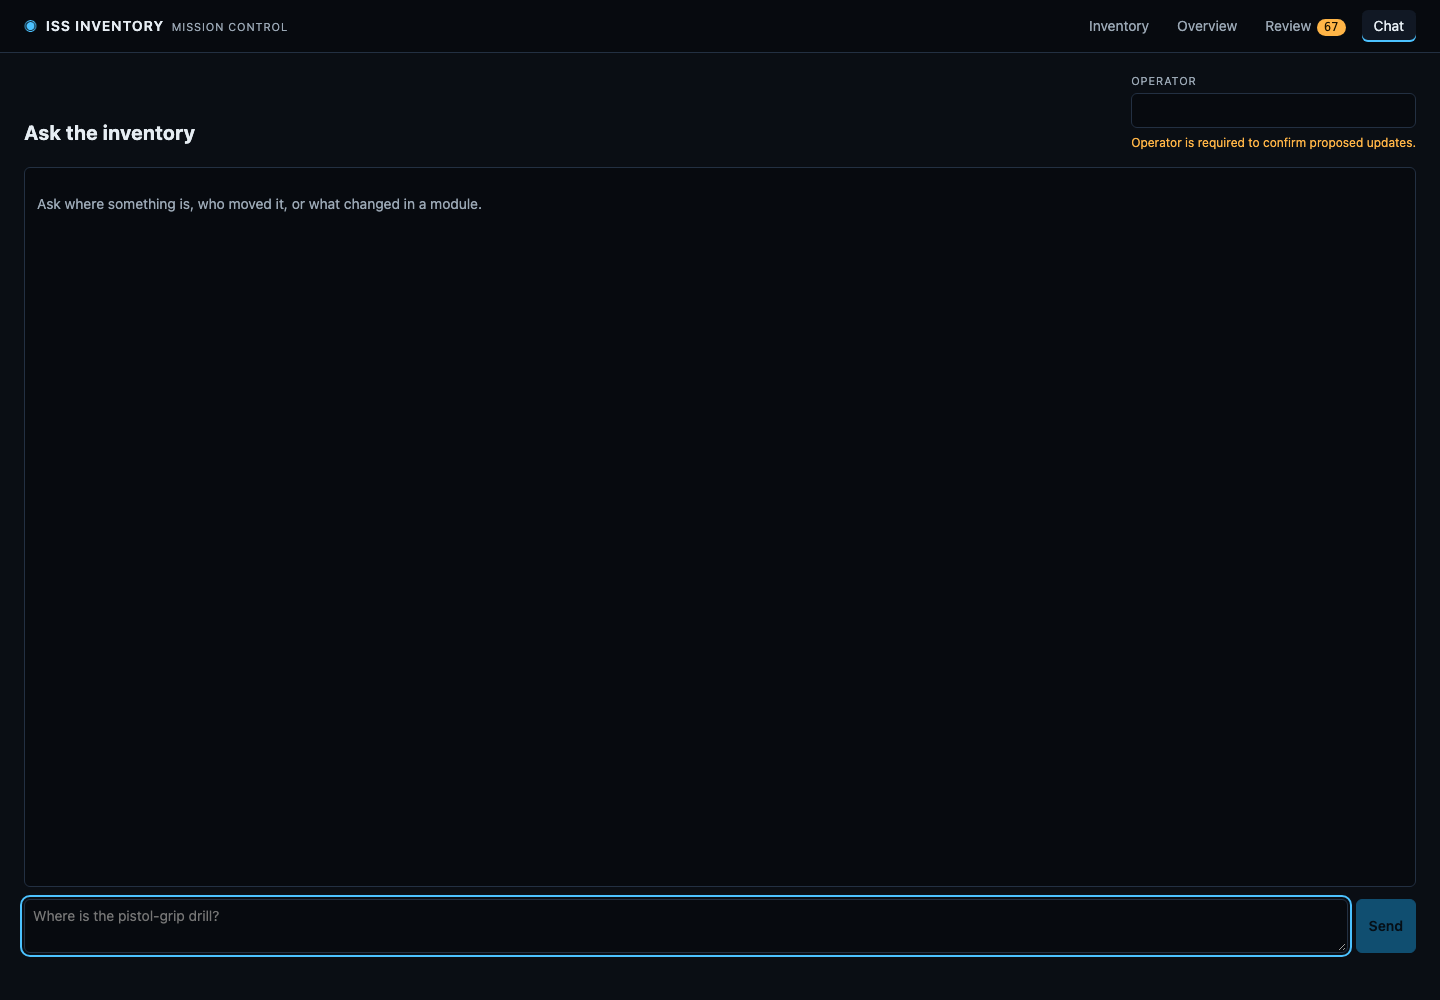 ISS INVENTORY MISSION CONTROL
Inventory Overview Review 67 Chat
OPERATOR
Operator is required to confirm proposed updates.
Ask the inventory
Ask where something is, who moved it, or what changed in a module.
Where is the pistol-grip drill?
Send